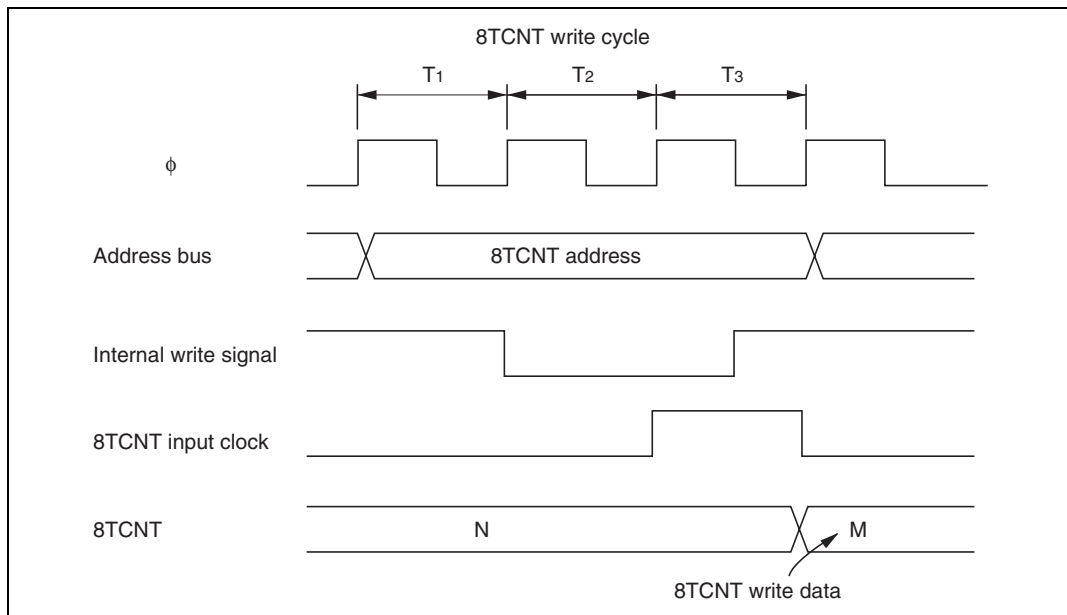 8TCNT write cycle
T1 T2 T3
ϕ
Address bus
8TCNT address
Internal write signal
8TCNT input clock
8TCNT
N
M
8TCNT write data